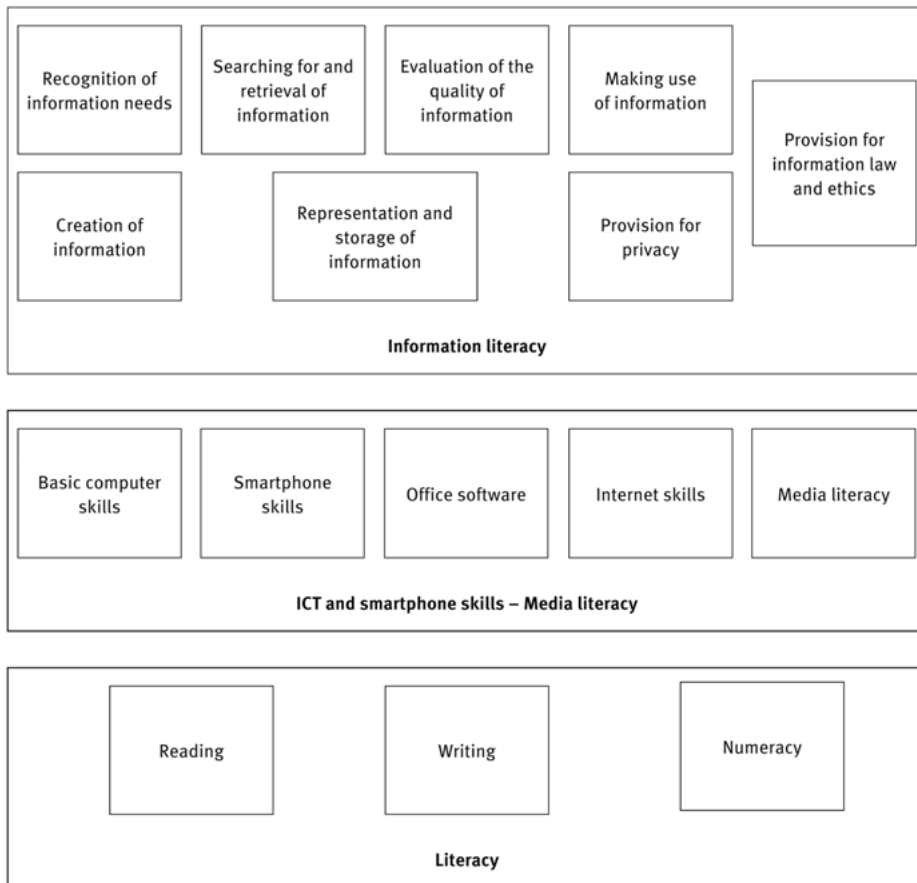 Recognition of
information needs
Searching for and
retrieval of
information
Evaluation of the
quality of
information
Making use
of information
Provision for
information law
and ethics
Creation of
information
Representation and
storage of
information
Provision for
privacy
Information literacy
Basic computer
skills
Smartphone
skills
Office software
Internet skills
Media literacy
ICT and smartphone skills – Media literacy
Reading
Writing
Numeracy
Literacy